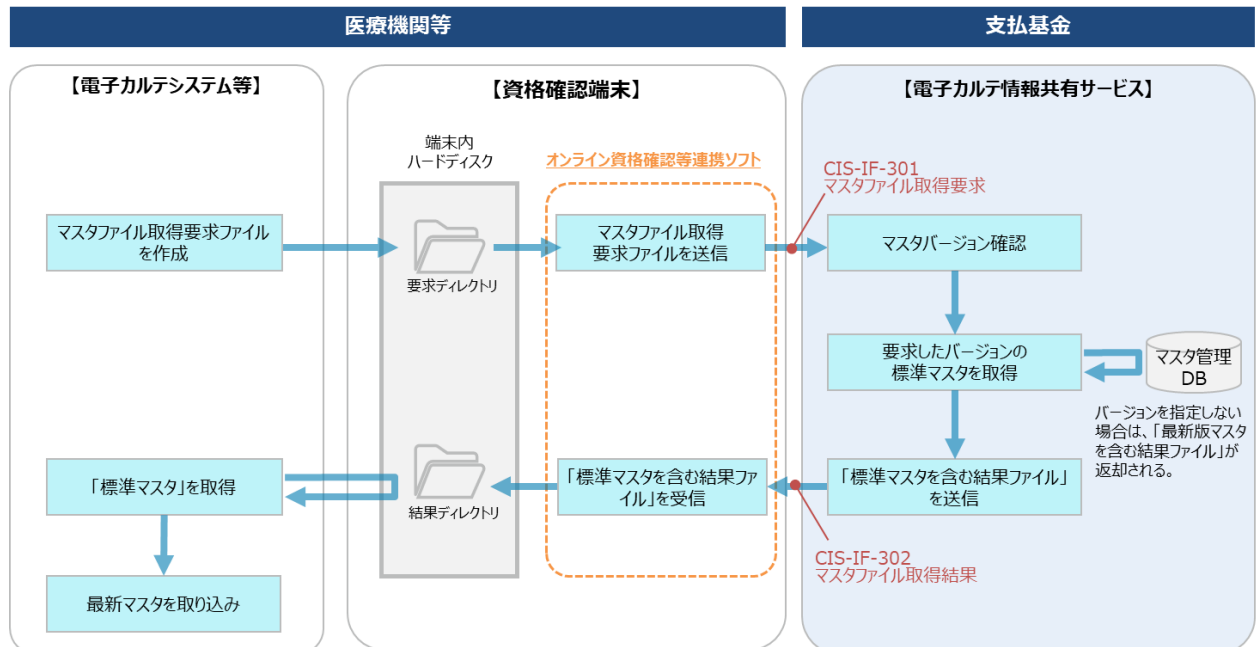 医療機関等
支払基金
【電子カルテシステム等】
【資格確認端末】
【電子カルテ情報共有サービス】
端末内
ハードディスク
オンライン資格確認等連携ソフト
CIS-IF-301
マスタファイル取得要求
マスタファイル取得要求ファイル
を作成
要求ディレクトリ
マスタファイル取得
要求ファイルを送信
マスタバージョン確認
要求したバージョンの
標準マスタを取得
マスタ管理
DB
バージョンを指定しない
場合は、「最新版マスタ
を含む結果ファイル」が
返却される。
「標準マスタ」を取得
結果ディレクトリ
「標準マスタを含む結果ファ
イル」を受信
「標準マスタを含む結果ファイル」
を送信
CIS-IF-302
マスタファイル取得結果
最新マスタを取り込み